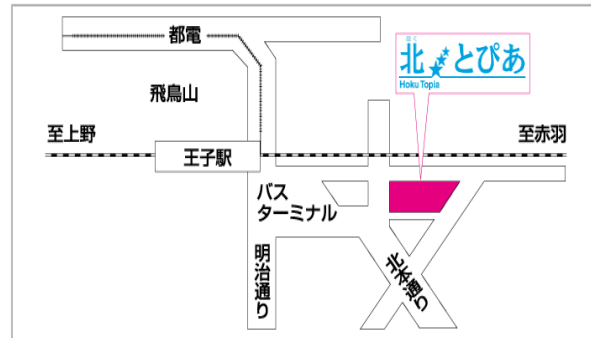 都電
ほく
北とぴあ
Hoku Topia
飛鳥山
至上野
至赤羽
王子駅
バス
ターミナル
明治通り
北本通り